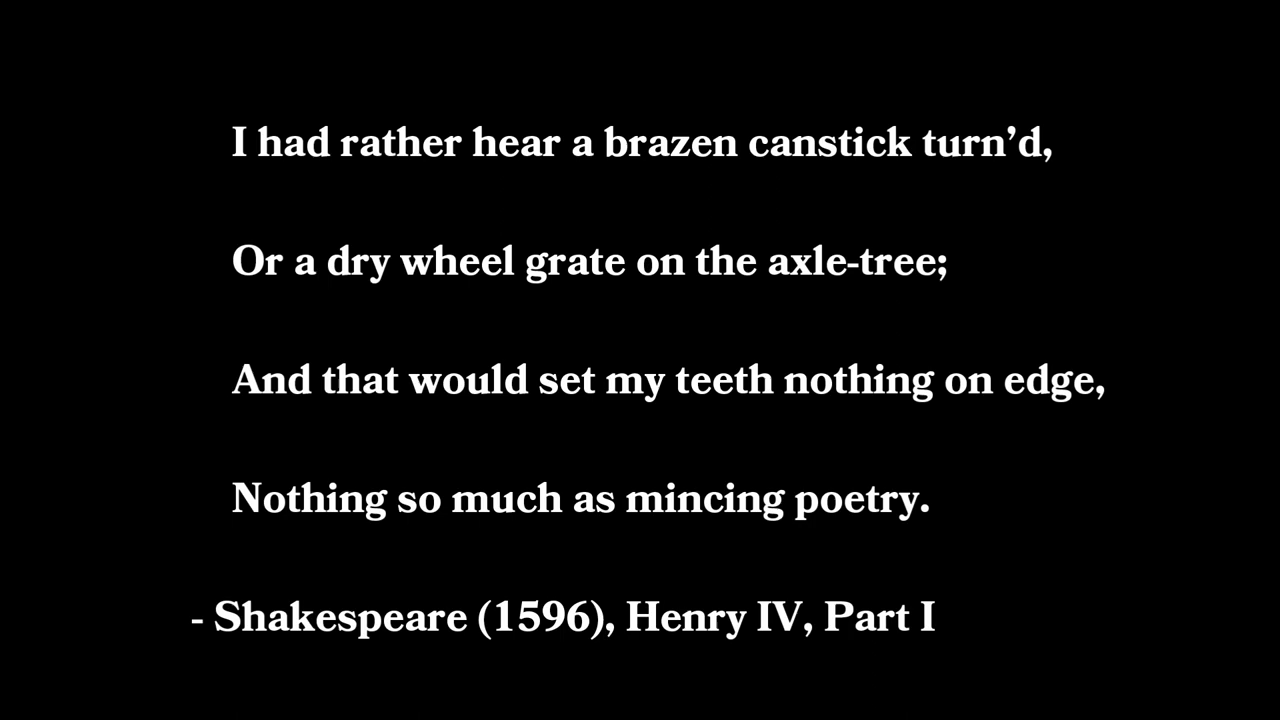 I had rather hear a brazen canstick turn’d,
Or a dry wheel grate on the axle-tree;
And that would set my teeth nothing on edge,
Nothing so much as mincing poetry.
- Shakespeare (1596), Henry IV, Part I